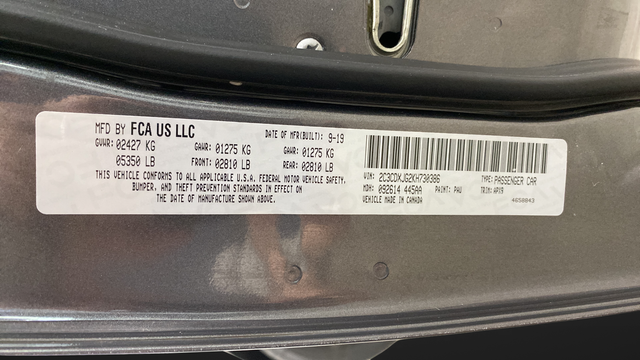 MFD BY FCA US LLC
DATE OF MFR(BUILT): 9-19
GVWR: 02427 KG
GAWR: 01275 KG
GAWR: 01275 KG
05350 LB
FRONT: 02810 LB
REAR: 02810 LB
THIS VEHICLE CONFORMS TO ALL APPLICABLE U.S.A. FEDERAL MOTOR VEHICLE SAFETY,
BUMPER, AND THEFT PREVENTION STANDARDS IN EFFECT ON
THE DATE OF MANUFACTURE SHOWN ABOVE.
VIN: 2C3CDXJG2KH730386
TYPE: PASSENGER CAR
MDH: 092614 445AA
PAINT: PAU
TRIM: APX9
VEHICLE MADE IN CANADA
4658843